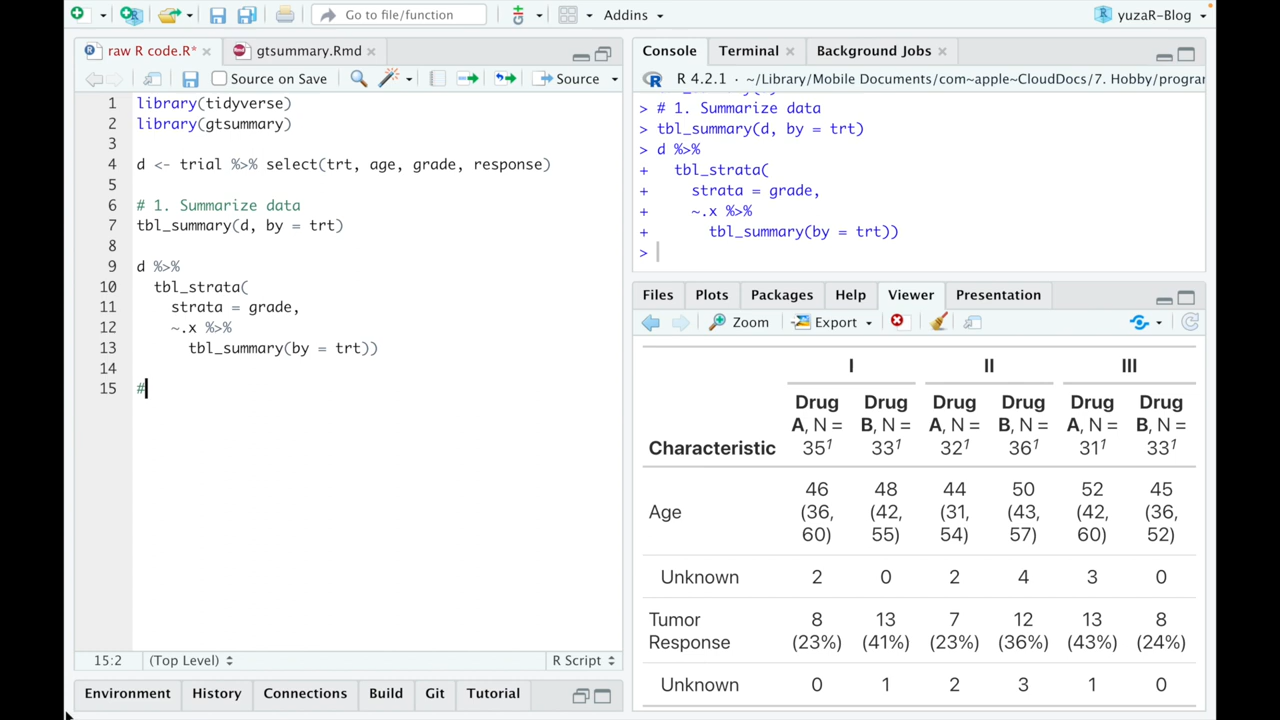 Go to file/function
Addins
yuzaR-Blog
raw R code.R*
gtsummary.Rmd
Source on Save
Source
1 library(tidyverse)
2 library(gtsummary)
3
4 d <- trial %>% select(trt, age, grade, response)
5
6 # 1. Summarize data
7 tbl_summary(d, by = trt)
8
9 d %>%
10 tbl_strata(
11 strata = grade,
12 ~.x %>%
13 tbl_summary(by = trt))
14
15 #
15:2 (Top Level) R Script
Environment History Connections Build Git Tutorial
Console Terminal Background Jobs
R 4.2.1 · ~/Library/Mobile Documents/com~apple~CloudDocs/7. Hobby/progra
> # 1. Summarize data
> tbl_summary(d, by = trt)
> d %>%
+ tbl_strata(
+ strata = grade,
+ ~.x %>%
+ tbl_summary(by = trt))
>
Files Plots Packages Help Viewer Presentation
Zoom Export
I II III
Characteristic Drug A, N = 35¹ Drug B, N = 33¹ Drug A, N = 32¹ Drug B, N = 36¹ Drug A, N = 31¹ Drug B, N = 33¹
Age 46 (36, 60) 48 (42, 55) 44 (31, 54) 50 (43, 57) 52 (42, 60) 45 (36, 52)
Unknown 2 0 2 4 3 0
Tumor Response 8 (23%) 13 (41%) 7 (23%) 12 (36%) 13 (43%) 8 (24%)
Unknown 0 1 2 3 1 0